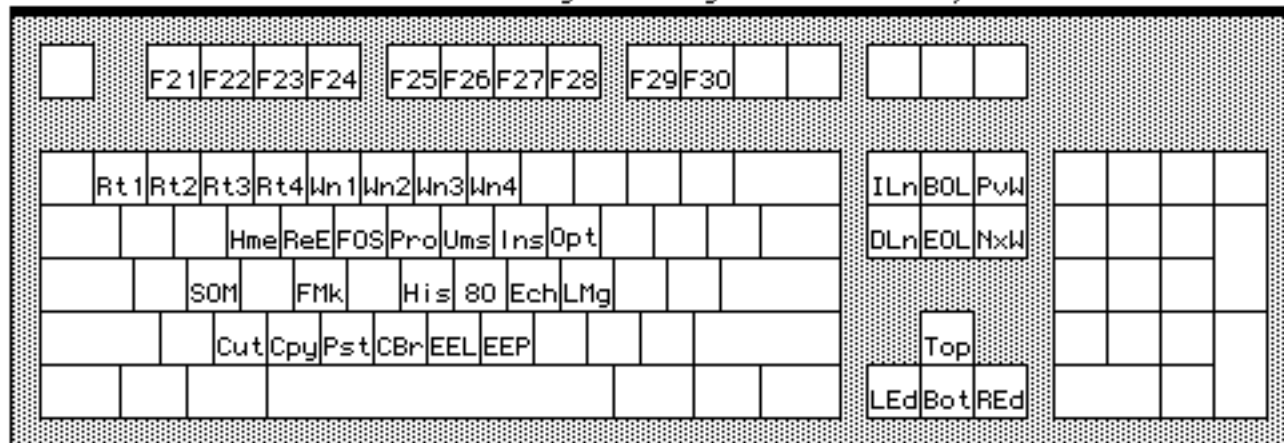 F21 F22 F23 F24 F25 F26 F27 F28 F29 F30
Rt1 Rt2 Rt3 Rt4 Wn1 Wn2 Wn3 Wn4 ILn BOL PvW
Hme ReE FOS Pro Ums Ins Opt DLn EOL NxW
SOM FMk His 80 Ech LMg
Cut Cpy Pst CBr EEL EEP Top
LEd Bot REd